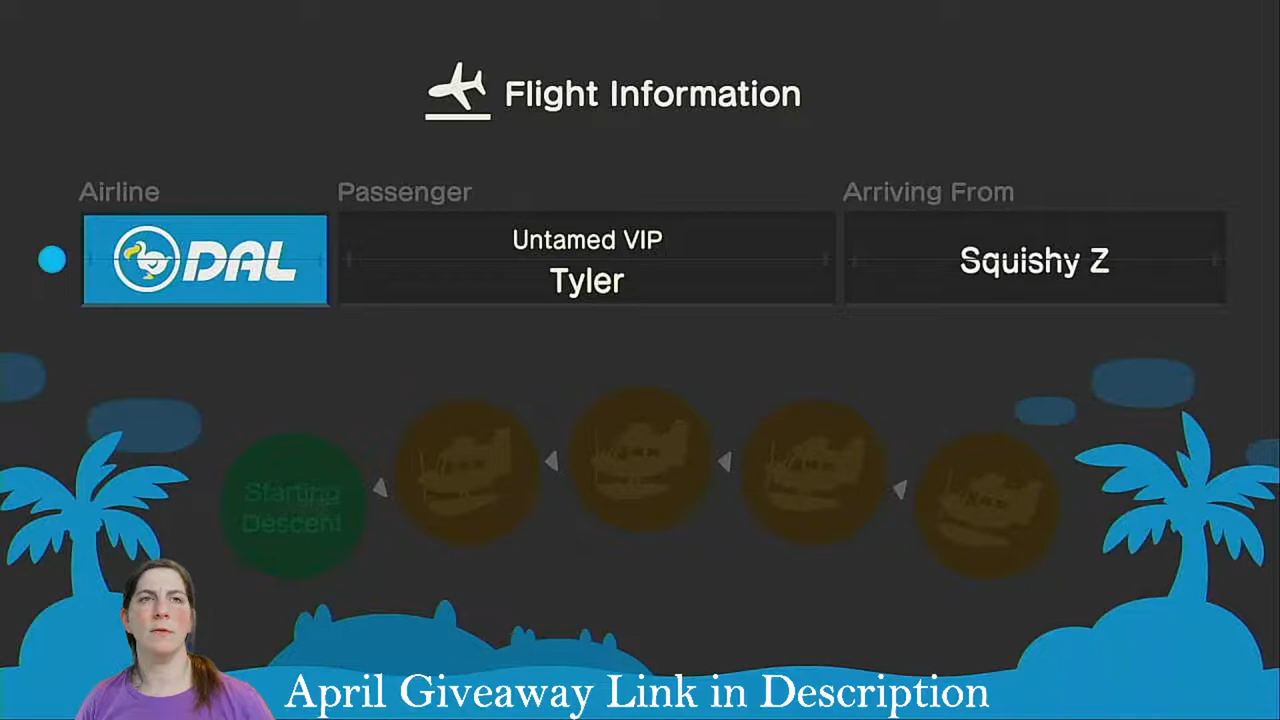 Flight Information
Airline
Passenger
Arriving From
DAL
Untamed VIP
Tyler
Squishy Z
Starting
Descent
April Giveaway Link in Description